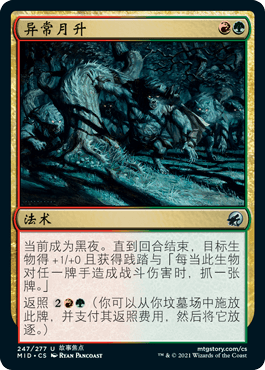 异常月升
法术
当前成为黑夜。直到回合结束，目标生
物得+1/+0且获得践踏与「每当此生物
对任一牌手造成战斗伤害时，抓一张
牌。」
返照 2（你可以从你坟墓场中施放
此牌，并支付其返照费用，然后将它放
逐。）
247/277 U 故事焦点
MID • CS RYAN PANCOAST
mtgstory.com/cs
™ & © 2021 Wizards of the Coast